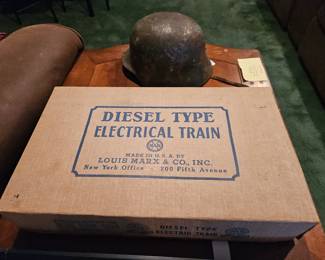 DIESEL TYPE
ELECTRICAL TRAIN
MADE IN U.S.A. BY
LOUIS MARX & CO., INC.
New York Office - 200 Fifth Avenue
DIESEL TYPE
ELECTRICAL TRAIN